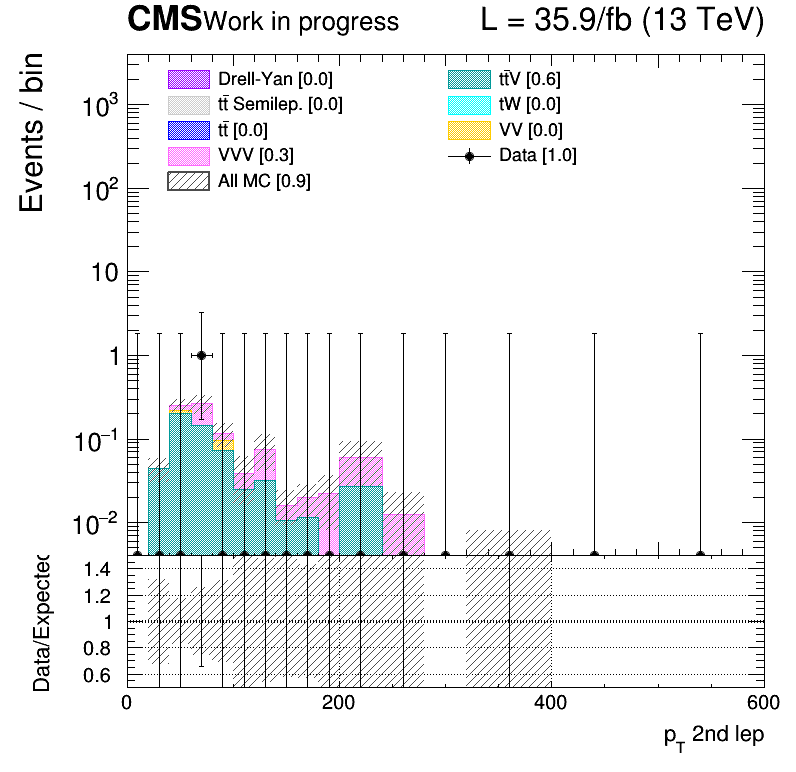 CMS Work in progress L = 35.9/fb (13 TeV)
Drell-Yan [0.0] tt̄V [0.6]
tt̄ Semilep. [0.0] tW [0.0]
tt̄ [0.0] VV [0.0]
VVV [0.3] Data [1.0]
All MC [0.9]
Events / bin
10³
10²
10
1
10⁻¹
10⁻²
Data/Expected
1.4
1.2
1
0.8
0.6
0 200 400 600
p_T 2nd lep